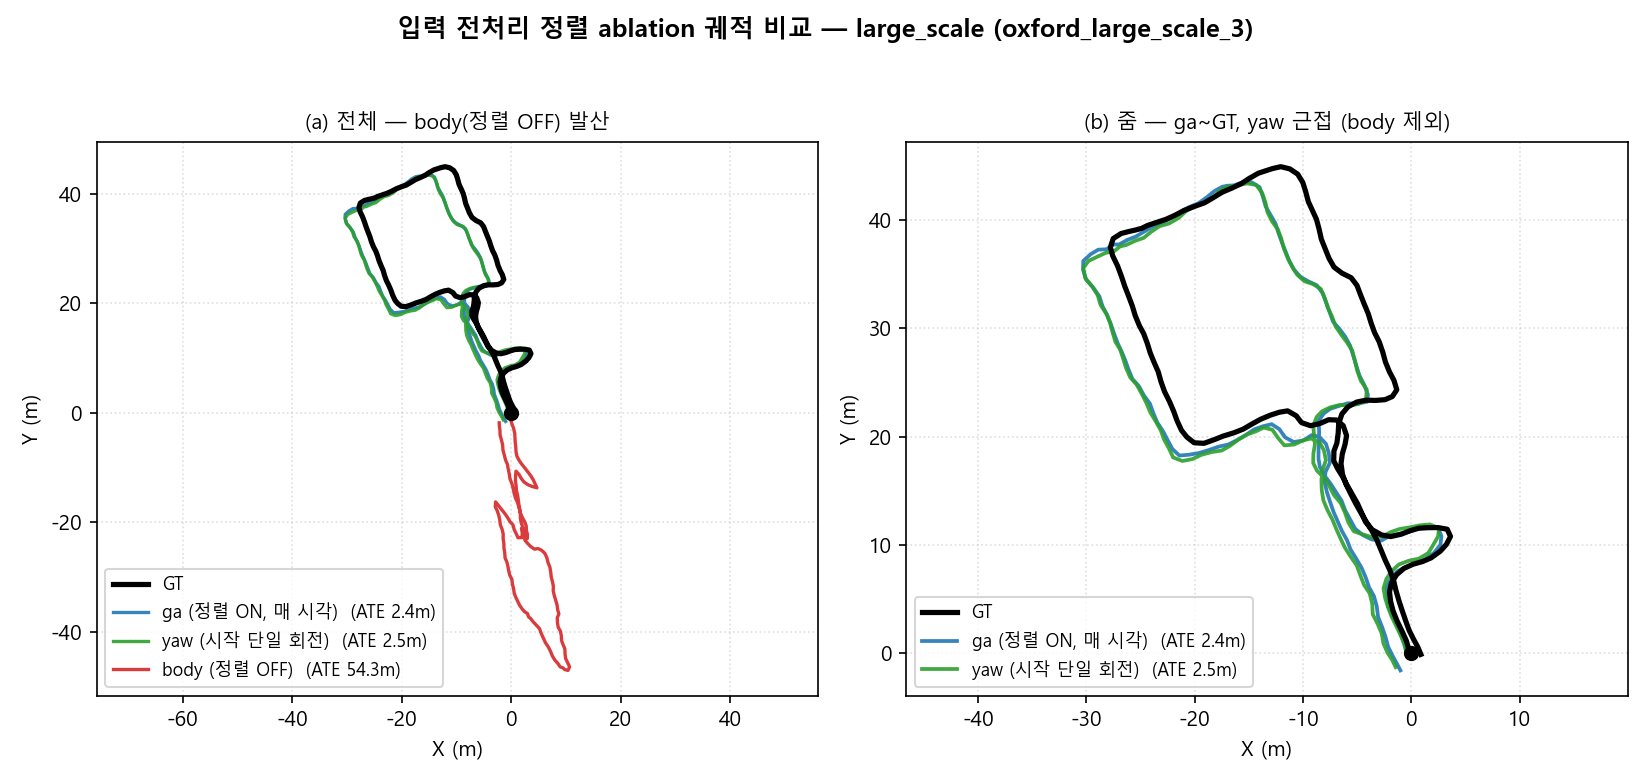 입력 전처리 정렬 ablation 궤적 비교 — large_scale (oxford_large_scale_3)
(a) 전체 — body(정렬 OFF) 발산
Y (m)
40
20
0
-20
-40
GT
ga (정렬 ON, 매 시각)  (ATE 2.4m)
yaw (시작 단일 회전)  (ATE 2.5m)
body (정렬 OFF)  (ATE 54.3m)
-60 -40 -20 0 20 40
X (m)
(b) 줌 — ga~GT, yaw 근접 (body 제외)
Y (m)
40
30
20
10
0
GT
ga (정렬 ON, 매 시각)  (ATE 2.4m)
yaw (시작 단일 회전)  (ATE 2.5m)
-40 -30 -20 -10 0 10
X (m)